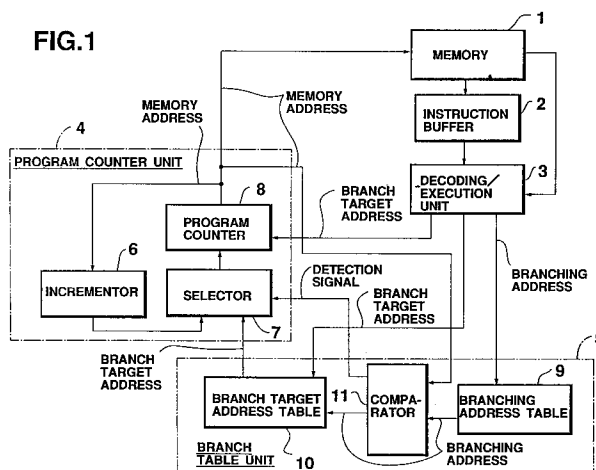 FIG.1
1
MEMORY
MEMORY
ADDRESS
MEMORY
ADDRESS
INSTRUCTION
BUFFER
2
4
PROGRAM COUNTER UNIT
3
DECODING/
EXECUTION
UNIT
8
PROGRAM
COUNTER
BRANCH
TARGET
ADDRESS
6
INCREMENTOR
SELECTOR
7
DETECTION
SIGNAL
BRANCHING
ADDRESS
BRANCH
TARGET
ADDRESS
BRANCH
TARGET
ADDRESS
BRANCH TARGET
ADDRESS TABLE
10
11
COMPA-
RATOR
9
BRANCHING
ADDRESS TABLE
BRANCHING
ADDRESS
BRANCH
TABLE UNIT